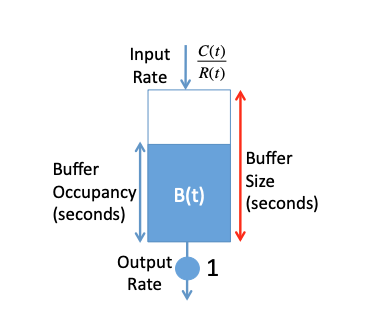 Input
Rate
C(t)
R(t)
Buffer
Occupancy
(seconds)
B(t)
Buffer
Size
(seconds)
Output
Rate
1